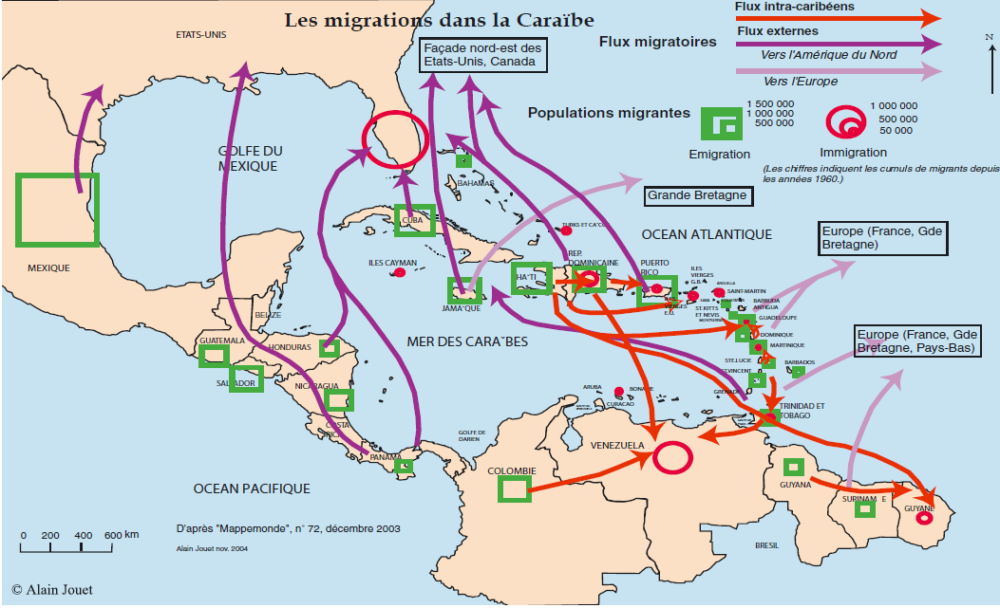 Les migrations dans la Caraïbe
Flux intra-caribéens
Flux migratoires
Flux externes
Vers l'Amérique du Nord
Vers l'Europe
N
Populations migrantes
1 500 000
1 000 000
500 000
Emigration
1 000 000
500 000
50 000
Immigration
(Les chiffres indiquent les cumuls de migrants depuis
les années 1960.)
ETATS-UNIS
Façade nord-est des
Etats-Unis, Canada
GOLFE DU
MEXIQUE
BAHAMAS
Grande Bretagne
CUBA
OCEAN ATLANTIQUE
Europe (France, Gde
Bretagne)
MEXIQUE
ILES CAYMAN
REP.
DOMINICAINE
PUERTO
RICO
ILES
VIERGES
G.B.
HAˆTI
ANGUILLA
SAINT-MARTIN
JAMAˆQUE
ILES
VIERGES
E.U.
ST.KITTS
ET NEVIS
BARBUDA
ANTIGUA
GUADELOUPE
BELIZE
MER DES CARAˆBES
DOMINIQUE
MARTINIQUE
Europe (France, Gde
Bretagne, Pays-Bas)
GUATEMALA
HONDURAS
STE.LUCIE
ST.VINCENT
BARBADOS
SALVADOR
NICARAGUA
ARUBA
BONAIRE
CURACAO
GRENADE
TRINIDAD ET
TOBAGO
COSTA
RICA
GOLFE DE
DARIEN
PANAMA
VENEZUELA
COLOMBIE
GUYANA
OCEAN PACIFIQUE
SURINAM E
GUYANE
BRESIL
D'après "Mappemonde", n° 72, décembre 2003
0 200 400 600 km
Alain Jouet nov. 2004
© Alain Jouet